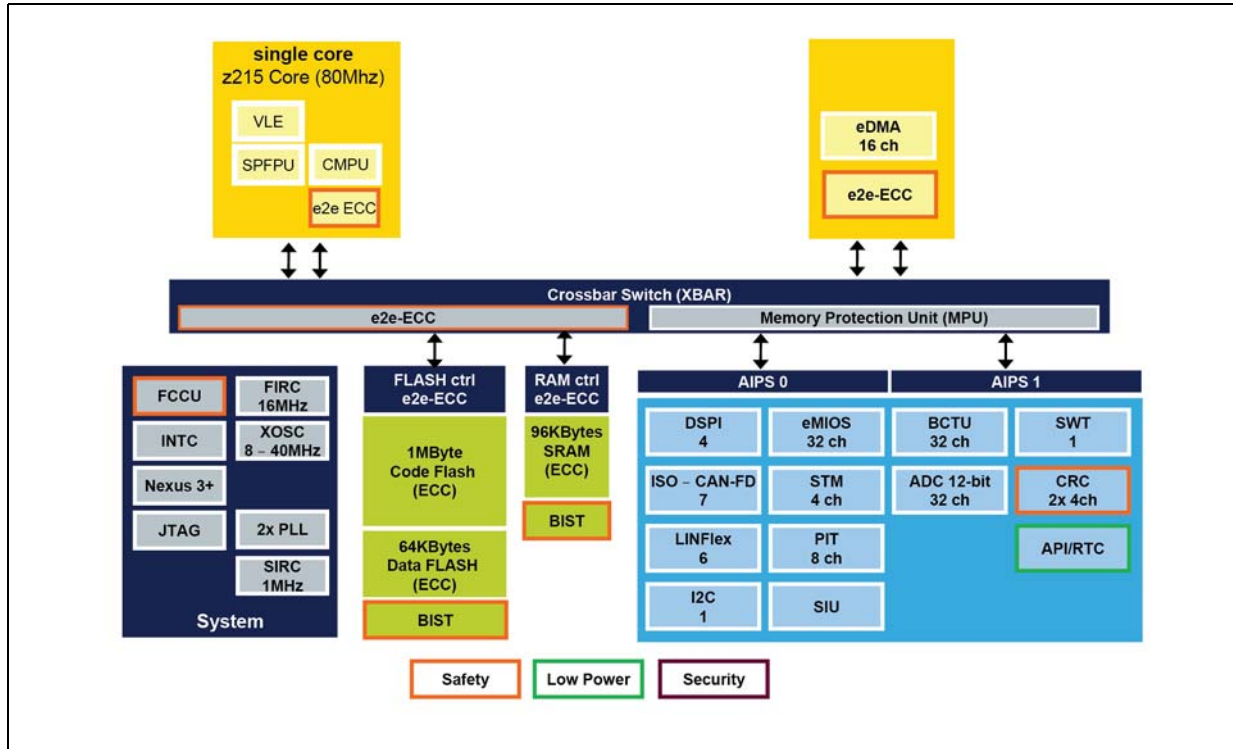 single core
z215 Core (80Mhz)
VLE
SPFPU
CMPU
e2e ECC
eDMA
16 ch
e2e-ECC
Crossbar Switch (XBAR)
e2e-ECC
Memory Protection Unit (MPU)
FCCU
FIRC
16MHz
INTC
XOSC
8 – 40MHz
Nexus 3+
JTAG
2x PLL
SIRC
1MHz
System
FLASH ctrl
e2e-ECC
1MByte
Code Flash
(ECC)
64KBytes
Data FLASH
(ECC)
BIST
RAM ctrl
e2e-ECC
96KBytes
SRAM
(ECC)
BIST
AIPS 0
AIPS 1
DSPI
4
eMIOS
32 ch
BCTU
32 ch
SWT
1
ISO – CAN-FD
7
STM
4 ch
ADC 12-bit
32 ch
CRC
2x 4ch
LINFlex
6
PIT
8 ch
API/RTC
I2C
1
SIU
Safety
Low Power
Security